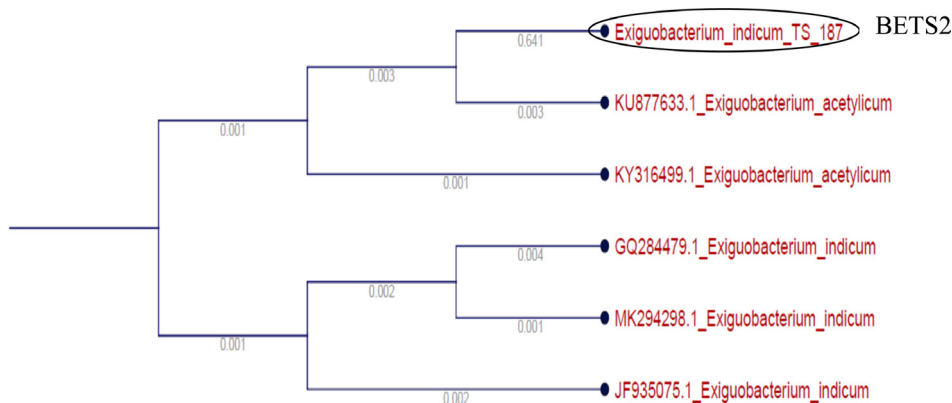 Exiguobacterium_indicum_TS_187 BETS2
0.641
0.003
KU877633.1_Exiguobacterium_acetylicum
0.003
0.001
KY316499.1_Exiguobacterium_acetylicum
0.001
GQ284479.1_Exiguobacterium_indicum
0.004
0.002
MK294298.1_Exiguobacterium_indicum
0.001
0.001
JF935075.1_Exiguobacterium_indicum
0.002